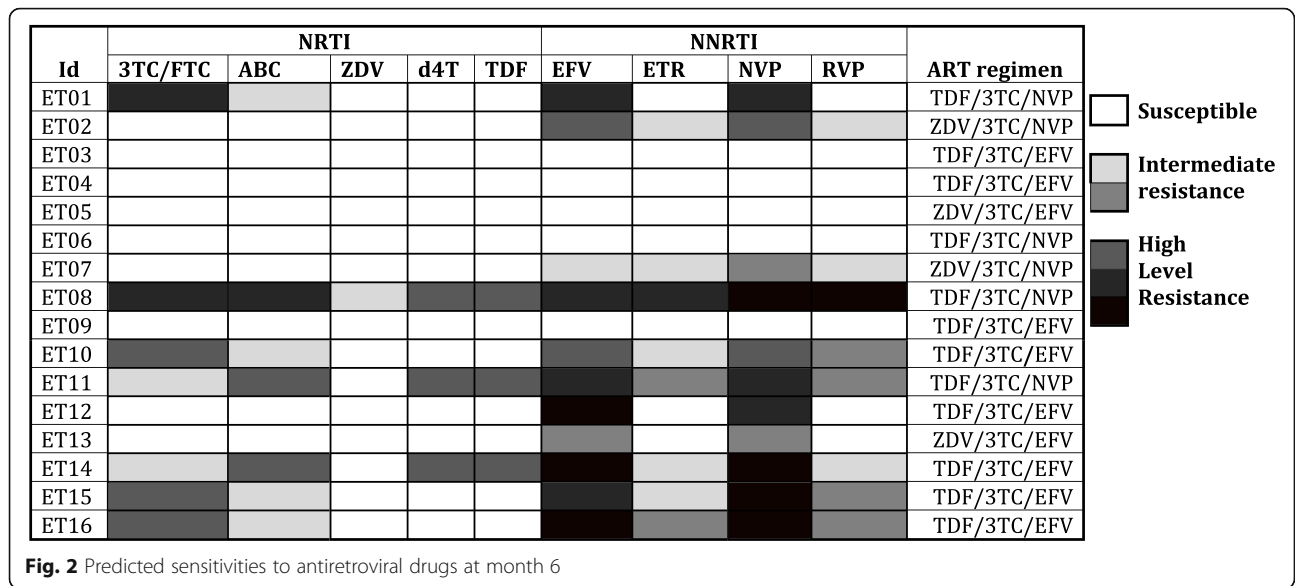 NRTI NNRTI
Id 3TC/FTC ABC ZDV d4T TDF EFV ETR NVP RVP ART regimen
ET01 TDF/3TC/NVP
ET02 ZDV/3TC/NVP
ET03 TDF/3TC/EFV
ET04 TDF/3TC/EFV
ET05 ZDV/3TC/EFV
ET06 TDF/3TC/NVP
ET07 ZDV/3TC/NVP
ET08 TDF/3TC/NVP
ET09 TDF/3TC/EFV
ET10 TDF/3TC/EFV
ET11 TDF/3TC/NVP
ET12 TDF/3TC/EFV
ET13 ZDV/3TC/EFV
ET14 TDF/3TC/EFV
ET15 TDF/3TC/EFV
ET16 TDF/3TC/EFV
Susceptible
Intermediate
resistance
High
Level
Resistance
Fig. 2 Predicted sensitivities to antiretroviral drugs at month 6